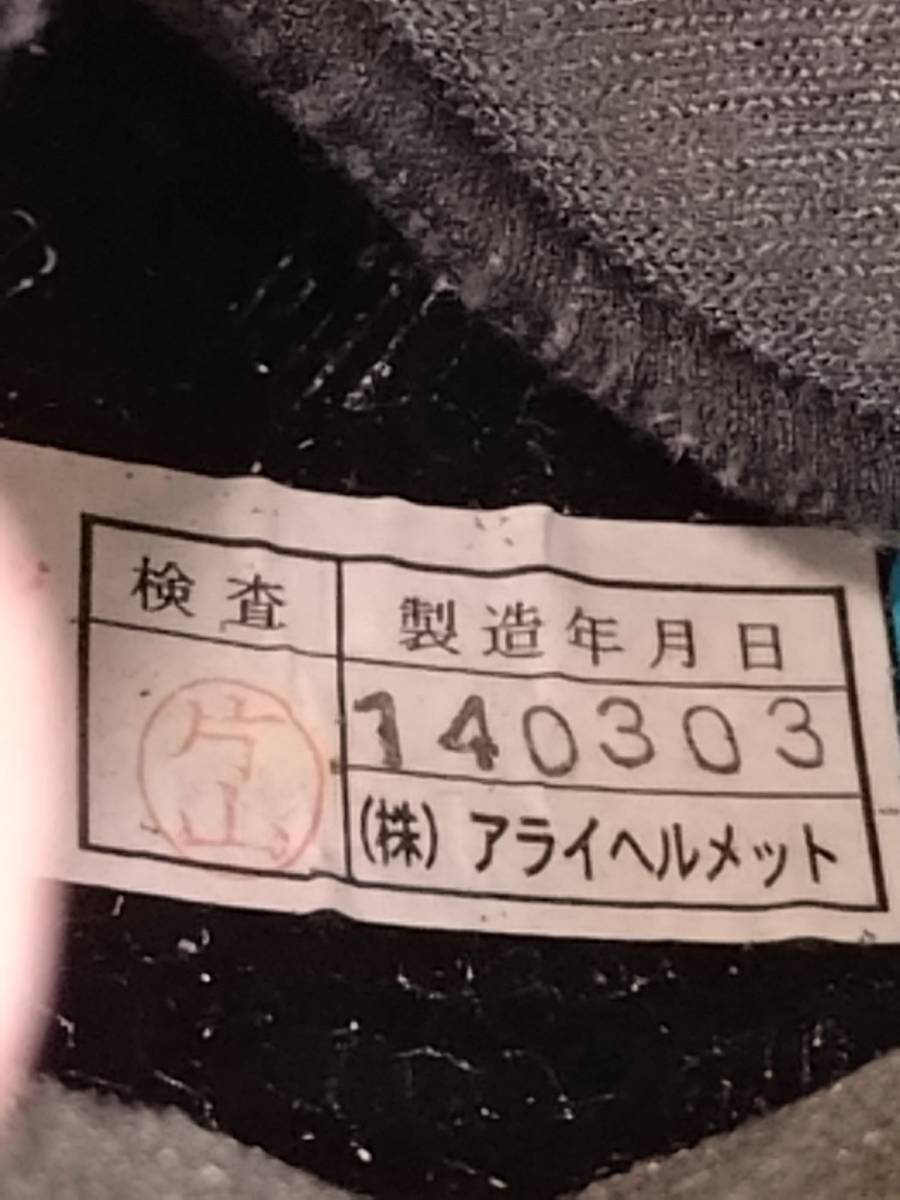 検査
製造年月日
片山
140303
(株)アライヘルメット